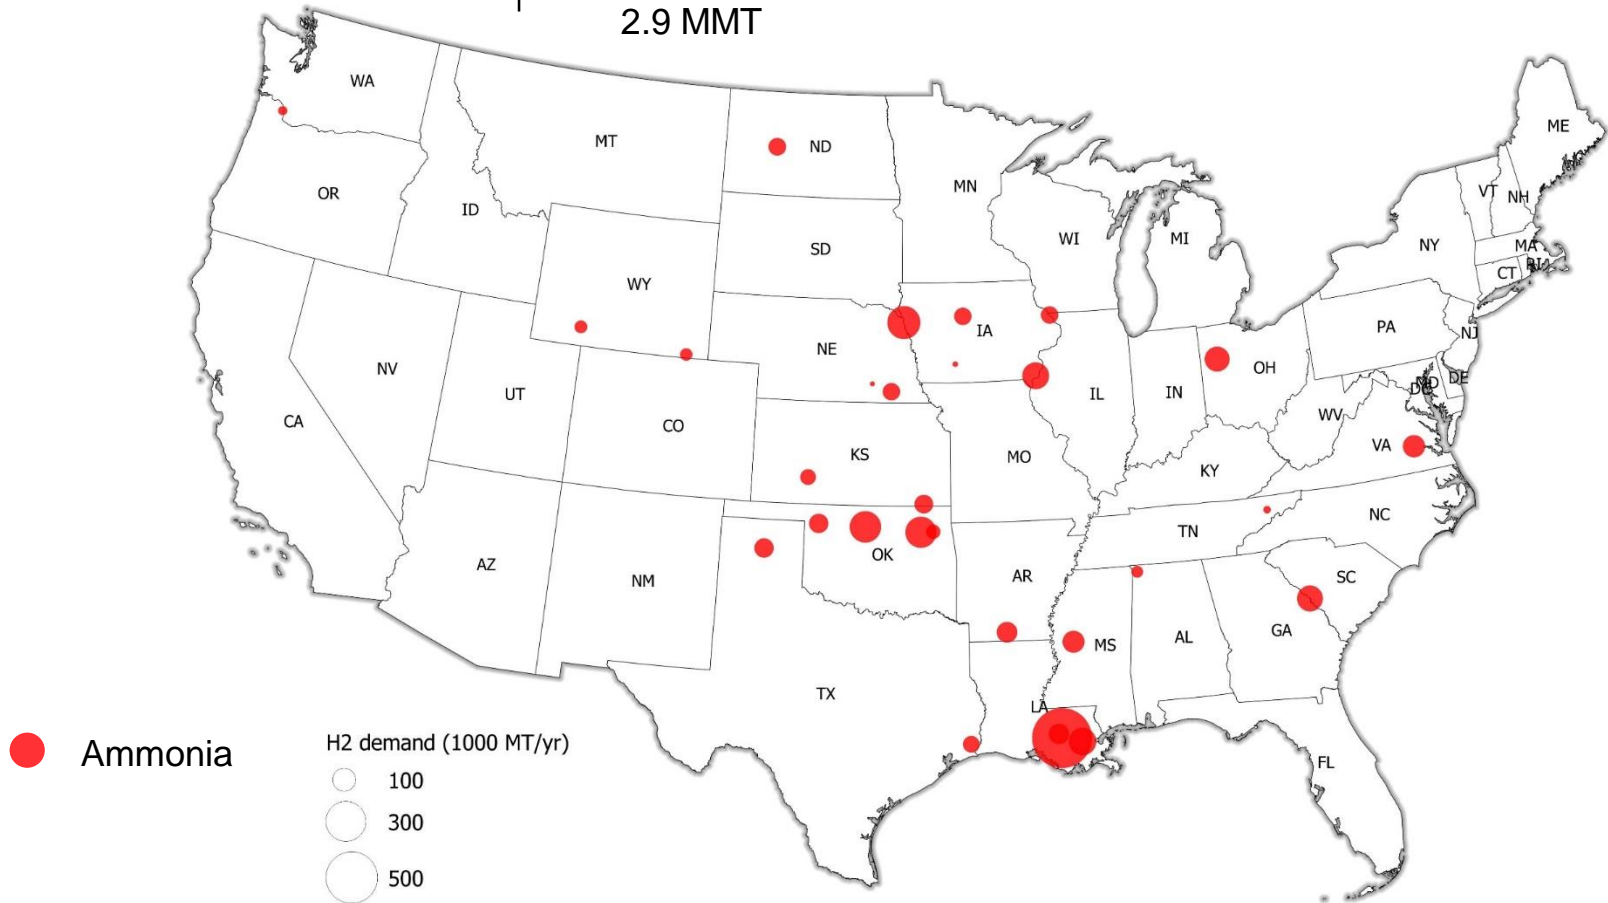 2.9 MMT
WA
MT
ND
MN
ME
OR
ID
SD
WI
MI
VT
NH
NY
MA
RI
CT
WY
NE
IA
PA
NJ
NV
UT
CO
IL
IN
OH
MD
DE
DC
WV
CA
KS
MO
KY
VA
AZ
NM
OK
AR
TN
NC
SC
TX
LA
MS
AL
GA
FL
Ammonia
H2 demand (1000 MT/yr)
100
300
500